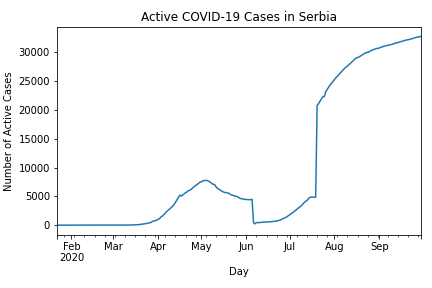 Active COVID-19 Cases in Serbia
Number of Active Cases
30000
25000
20000
15000
10000
5000
0
Feb Mar Apr May Jun Jul Aug Sep
2020
Day